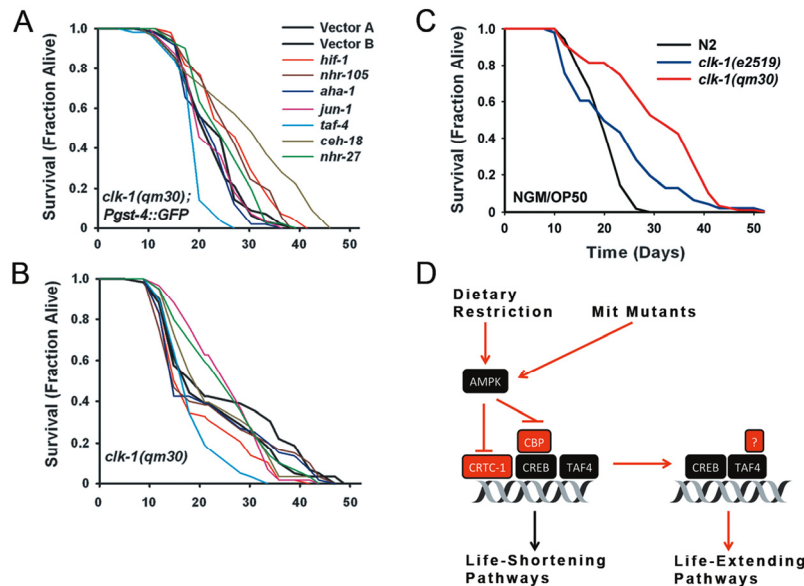 A
Survival (Fraction Alive)
1.0
0.8
0.6
0.4
0.2
0
0 10 20 30 40 50
clk-1(qm30);
Pgst-4::GFP
Vector A
Vector B
hif-1
nhr-105
aha-1
jun-1
taf-4
ceh-18
nhr-27
B
Survival (Fraction Alive)
1.0
0.8
0.6
0.4
0.2
0
0 10 20 30 40 50
clk-1(qm30)
C
Survival (Fraction Alive)
1.0
0.8
0.6
0.4
0.2
0
0 10 20 30 40 50
Time (Days)
NGM/OP50
N2
clk-1(e2519)
clk-1(qm30)
D
Dietary
Restriction
Mit Mutants
AMPK
CBP
CRTC-1
CREB
TAF4
?
CREB
TAF4
Life-Shortening
Pathways
Life-Extending
Pathways